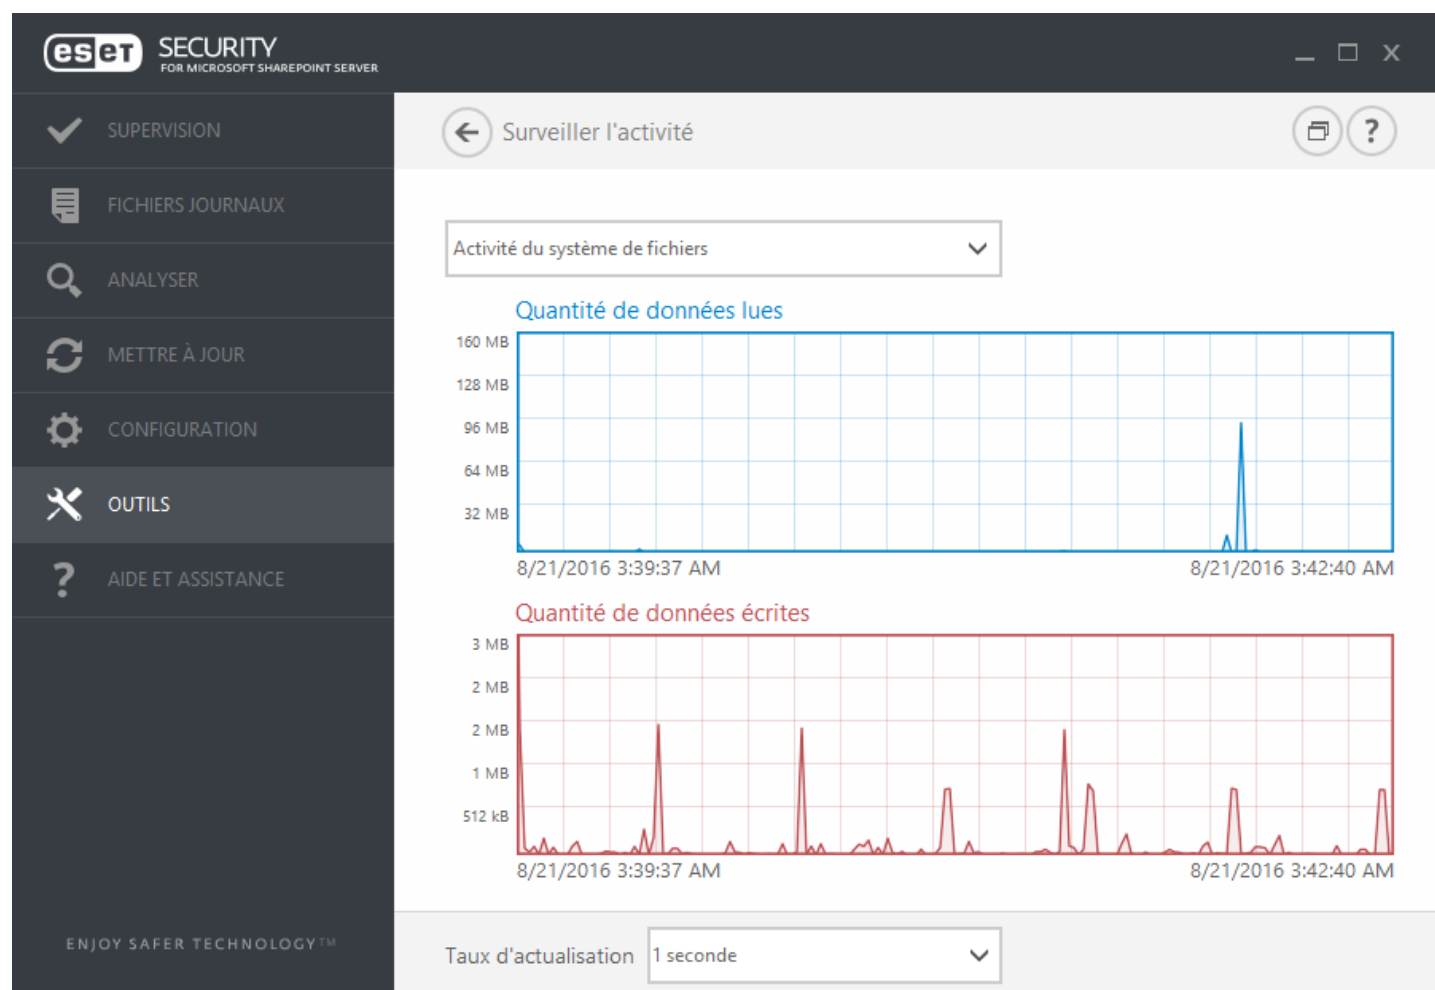 eset SECURITY
FOR MICROSOFT SHAREPOINT SERVER
SUPERVISION
FICHIERS JOURNAUX
ANALYSER
METTRE À JOUR
CONFIGURATION
OUTILS
AIDE ET ASSISTANCE
ENJOY SAFER TECHNOLOGY™
Surveiller l'activité
?
Activité du système de fichiers
Quantité de données lues
160 MB
128 MB
96 MB
64 MB
32 MB
8/21/2016 3:39:37 AM 8/21/2016 3:42:40 AM
Quantité de données écrites
3 MB
2 MB
2 MB
1 MB
512 kB
8/21/2016 3:39:37 AM 8/21/2016 3:42:40 AM
Taux d'actualisation 1 seconde